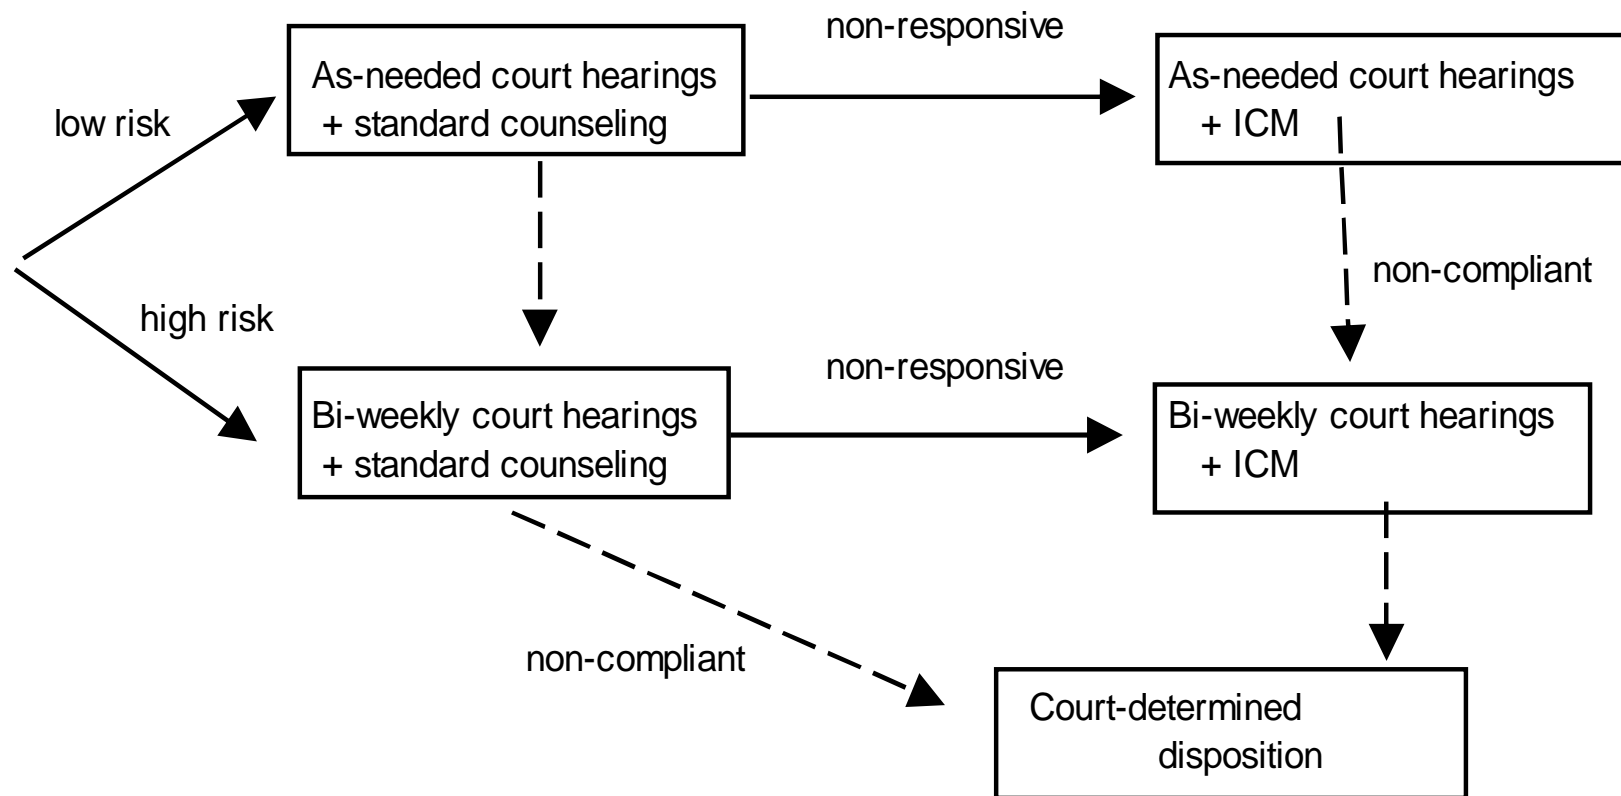 non-responsive
As-needed court hearings
+ standard counseling
As-needed court hearings
+ ICM
low risk
non-compliant
high risk
non-responsive
Bi-weekly court hearings
+ standard counseling
Bi-weekly court hearings
+ ICM
non-compliant
Court-determined
disposition